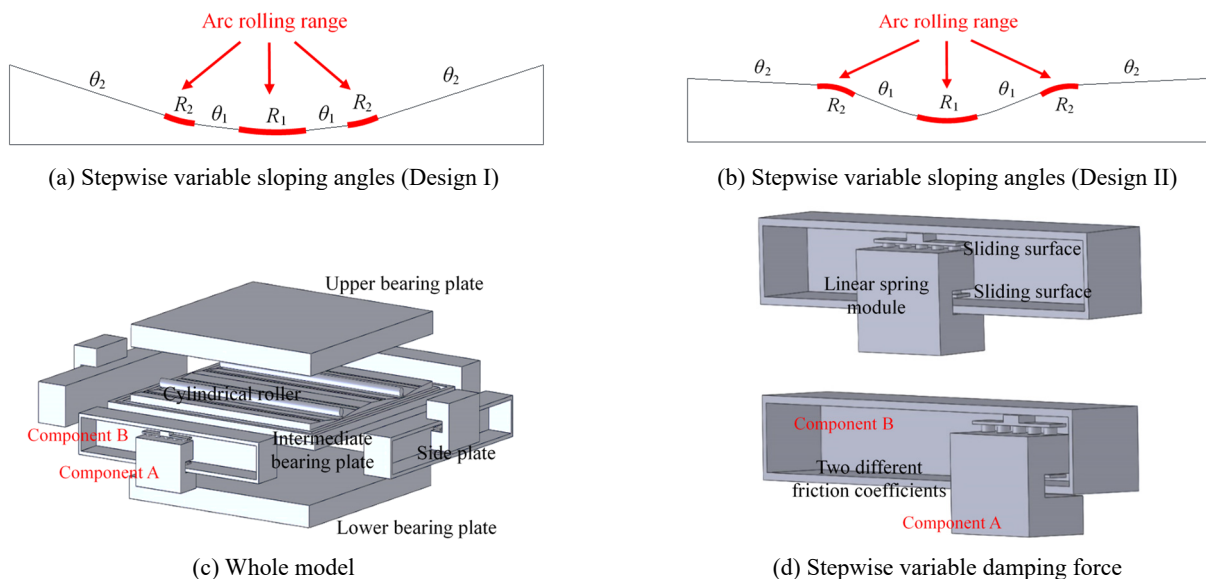 Arc rolling range
θ2
R2
θ1
R1
θ1
R2
θ2
(a) Stepwise variable sloping angles (Design I)
Arc rolling range
θ2
R2
θ1
R1
θ1
R2
θ2
(b) Stepwise variable sloping angles (Design II)
Upper bearing plate
Cylindrical roller
Component B
Intermediate
bearing plate
Side plate
Component A
Lower bearing plate
(c) Whole model
Sliding surface
Linear spring
module
Sliding surface
Component B
Two different
friction coefficients
Component A
(d) Stepwise variable damping force